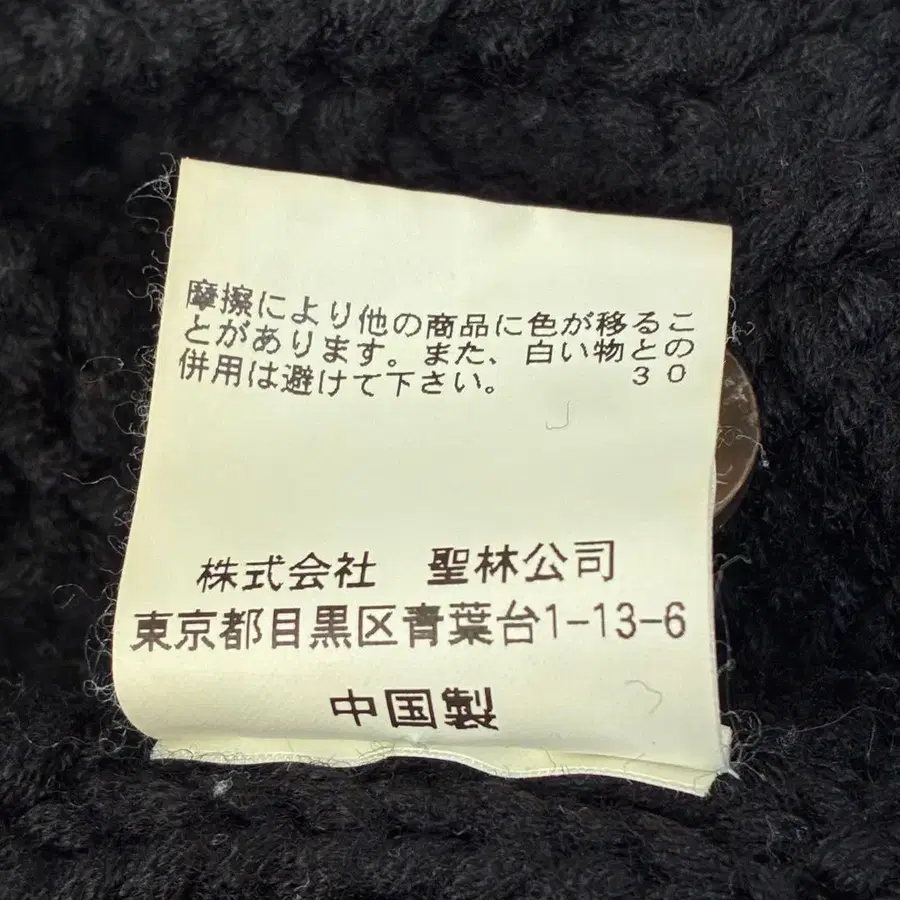 摩擦により他の商品に色が移るこ
とがあります。また、白い物との
併用は避けて下さい。 30
株式会社 聖林公司
東京都目黒区青葉台1-13-6
中国製